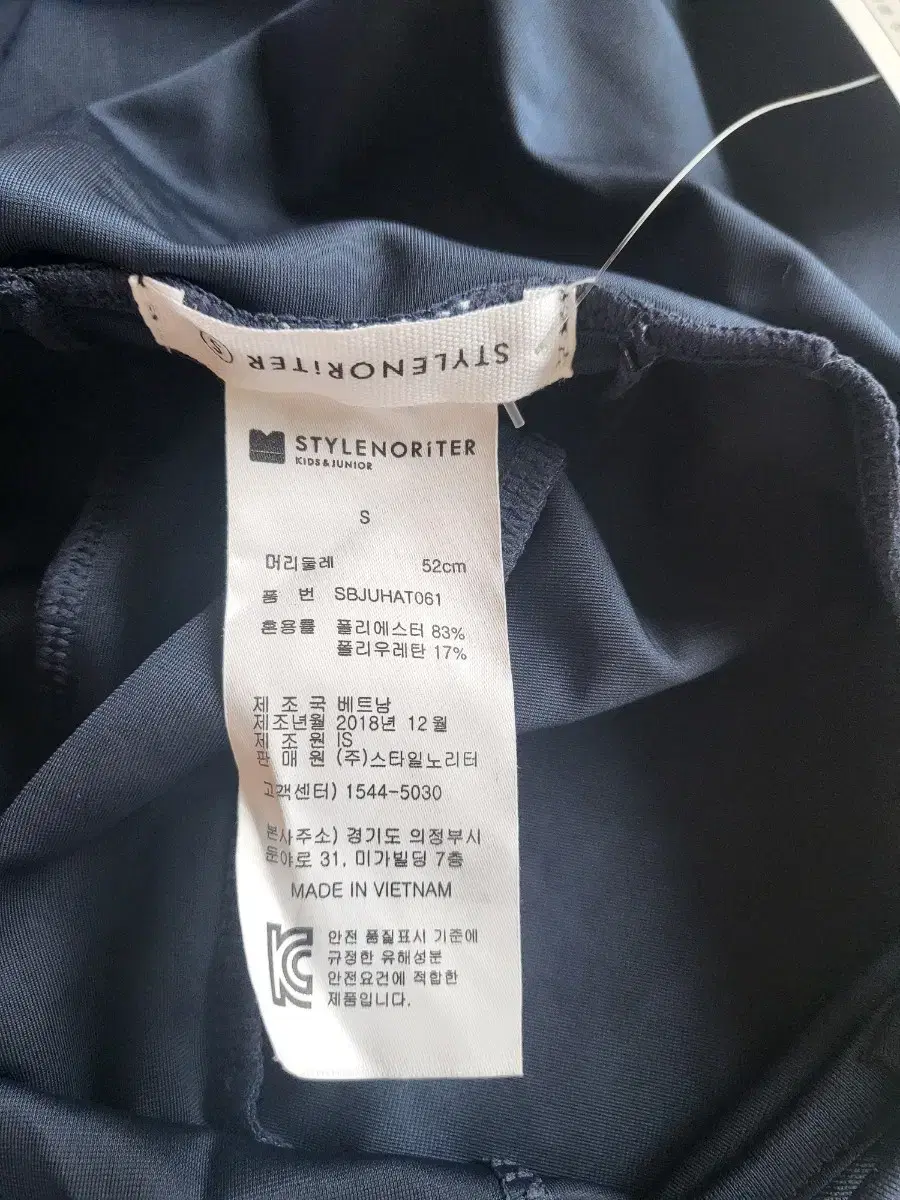 STYLENORiTER
S
STYLENORiTER
KIDS & JUNIOR
S
머리둘레 52cm
품 번 SBJUHAT061
혼용률 폴리에스터 83%
폴리우레탄 17%
제 조 국 베트남
제조년월 2018년 12월
제 조 원 IS
판 매 원 (주)스타일노리터
고객센터) 1544-5030
본사주소) 경기도 의정부시
둔야로 31, 미가빌딩 7층
MADE IN VIETNAM
KC
안전 품질표시 기준에
규정한 유해성분
안전요건에 적합한
제품입니다.